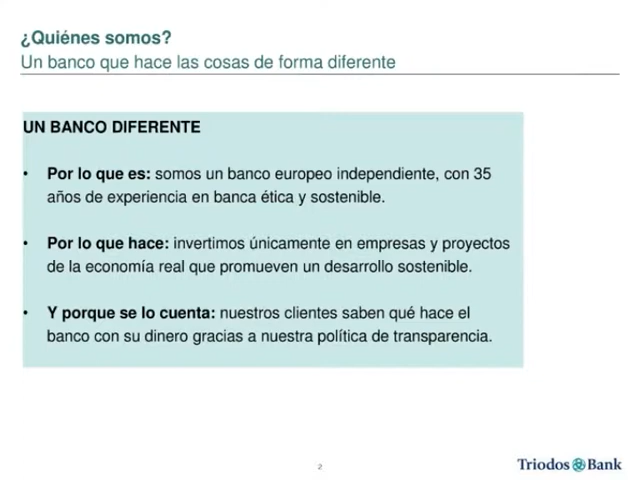 ¿Quiénes somos?
Un banco que hace las cosas de forma diferente
UN BANCO DIFERENTE
• Por lo que es: somos un banco europeo independiente, con 35
años de experiencia en banca ética y sostenible.
• Por lo que hace: invertimos únicamente en empresas y proyectos
de la economía real que promueven un desarrollo sostenible.
• Y porque se lo cuenta: nuestros clientes saben qué hace el
banco con su dinero gracias a nuestra política de transparencia.
2
Triodos Bank